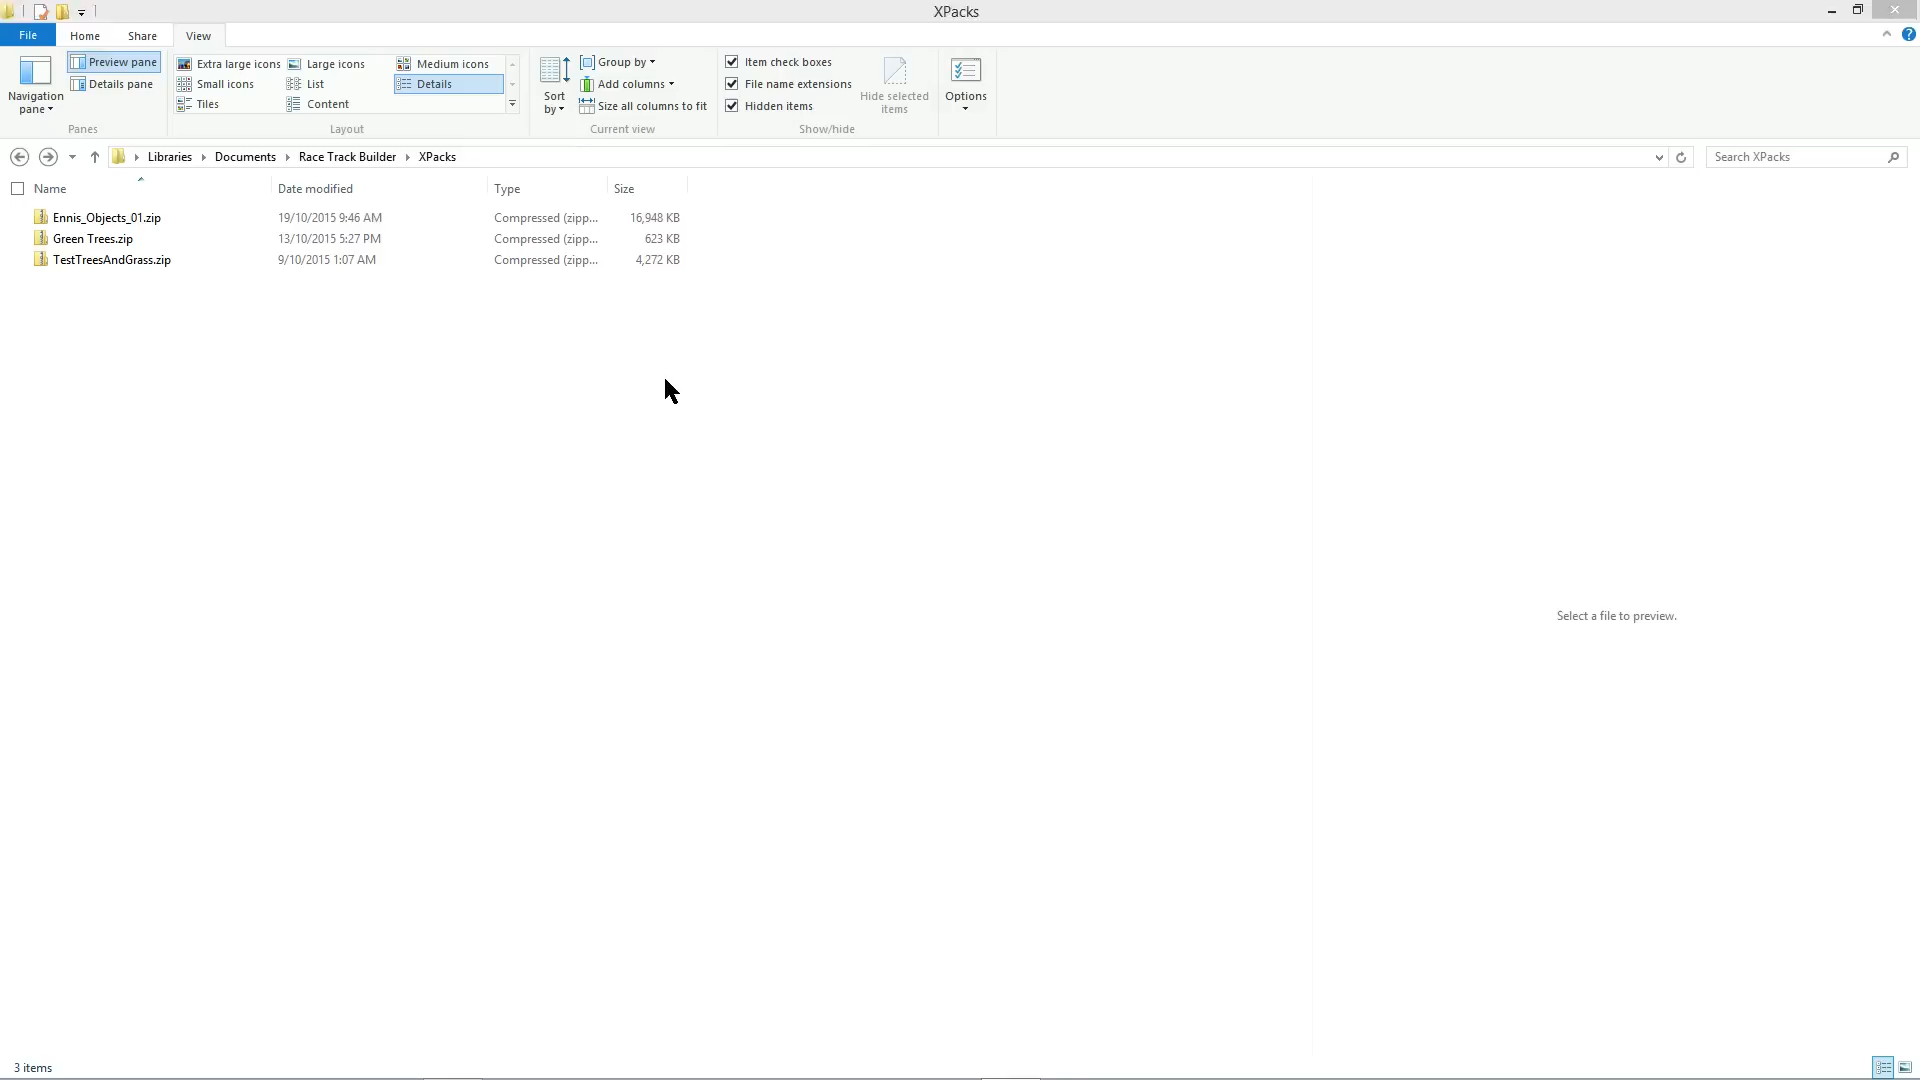 XPacks
File Home Share View
Navigation pane
Preview pane
Details pane
Panes
Extra large icons Large icons Medium icons
Small icons List Details
Tiles Content
Layout
Sort by
Group by
Add columns
Size all columns to fit
Current view
Item check boxes
File name extensions
Hidden items
Hide selected items
Show/hide
Options
Libraries Documents Race Track Builder XPacks
Search XPacks
Name Date modified Type Size
Ennis_Objects_01.zip 19/10/2015 9:46 AM Compressed (zipp... 16,948 KB
Green Trees.zip 13/10/2015 5:27 PM Compressed (zipp... 623 KB
TestTreesAndGrass.zip 9/10/2015 1:07 AM Compressed (zipp... 4,272 KB
Select a file to preview.
3 items